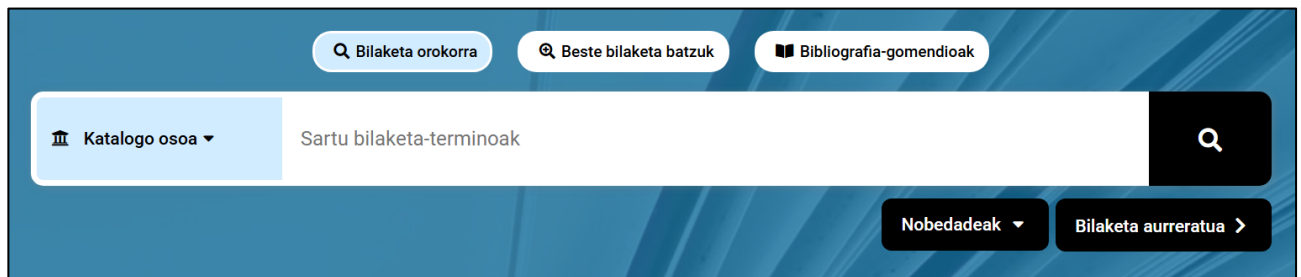 Bilaketa orokorra Beste bilaketa batzuk Bibliografia-gomendioak
Katalogo osoa Sartu bilaketa-terminoak
Nobedadeak Bilaketa aurreratua